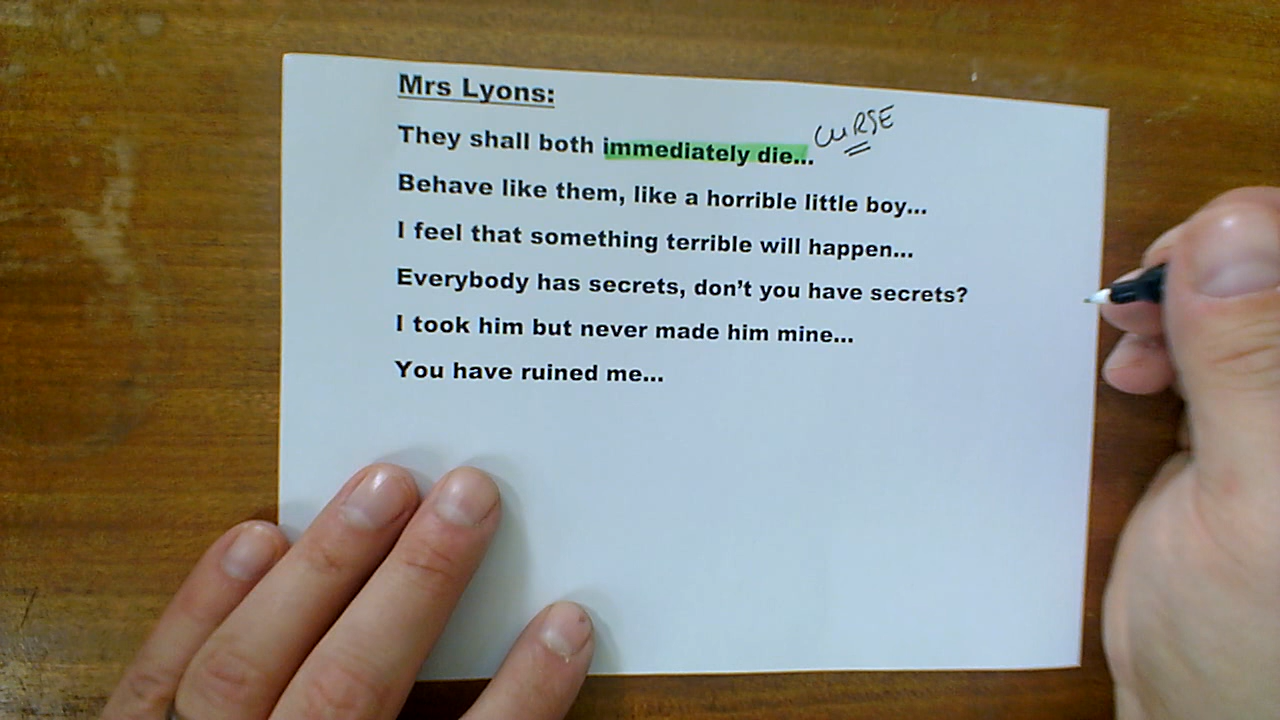 Mrs Lyons:
They shall both immediately die... CURSE
Behave like them, like a horrible little boy...
I feel that something terrible will happen...
Everybody has secrets, don’t you have secrets?
I took him but never made him mine...
You have ruined me...